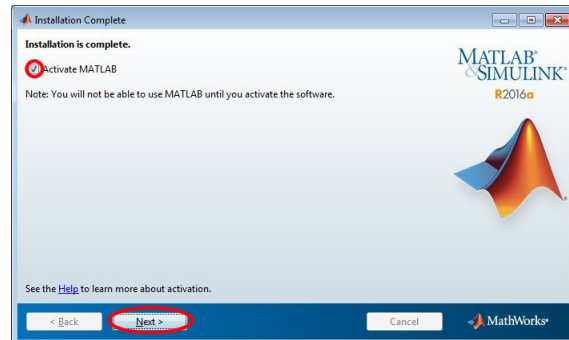 Installation Complete
Installation is complete.
Activate MATLAB
Note: You will not be able to use MATLAB until you activate the software.
MATLAB®
&SIMULINK®
R2016a
See the Help to learn more about activation.
< Back
Next >
Cancel
MathWorks®